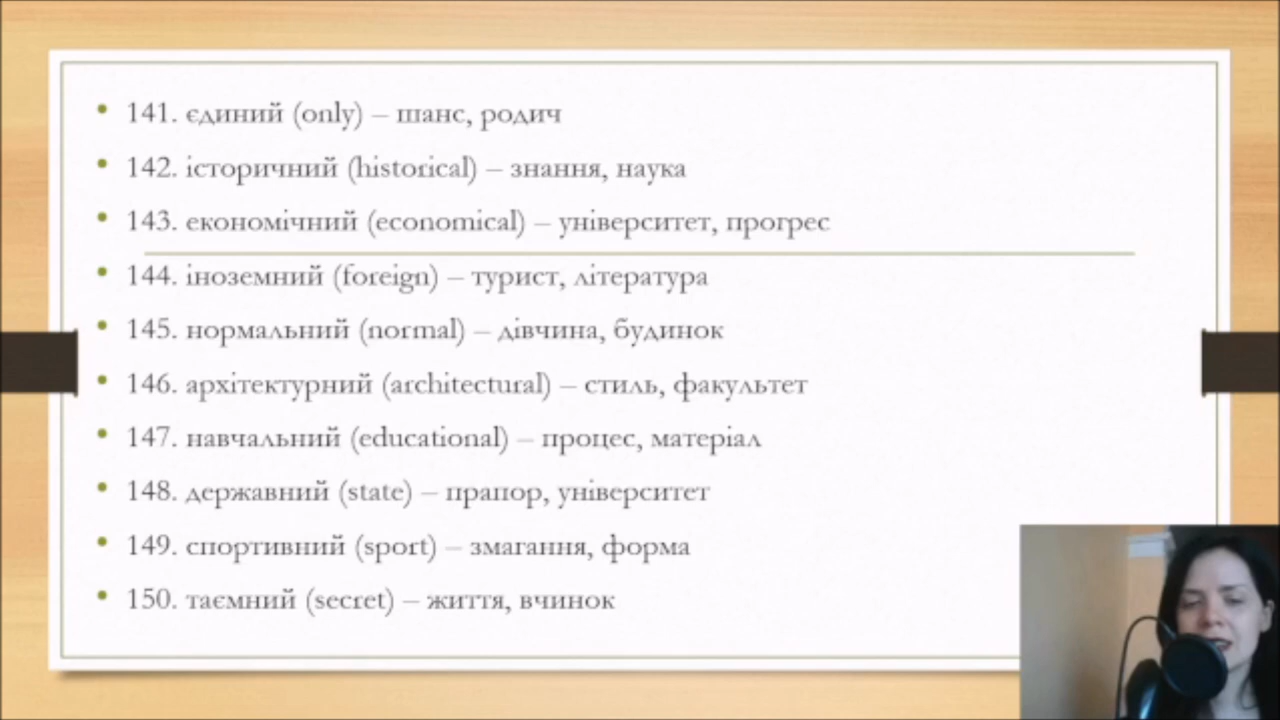 • 141. єдиний (only) – шанс, родич
• 142. історичний (historical) – знання, наука
• 143. економічний (economical) – університет, прогрес
• 144. іноземний (foreign) – турист, література
• 145. нормальний (normal) – дівчина, будинок
• 146. архітектурний (architectural) – стиль, факультет
• 147. навчальний (educational) – процес, матеріал
• 148. державний (state) – прапор, університет
• 149. спортивний (sport) – змагання, форма
• 150. таємний (secret) – життя, вчинок